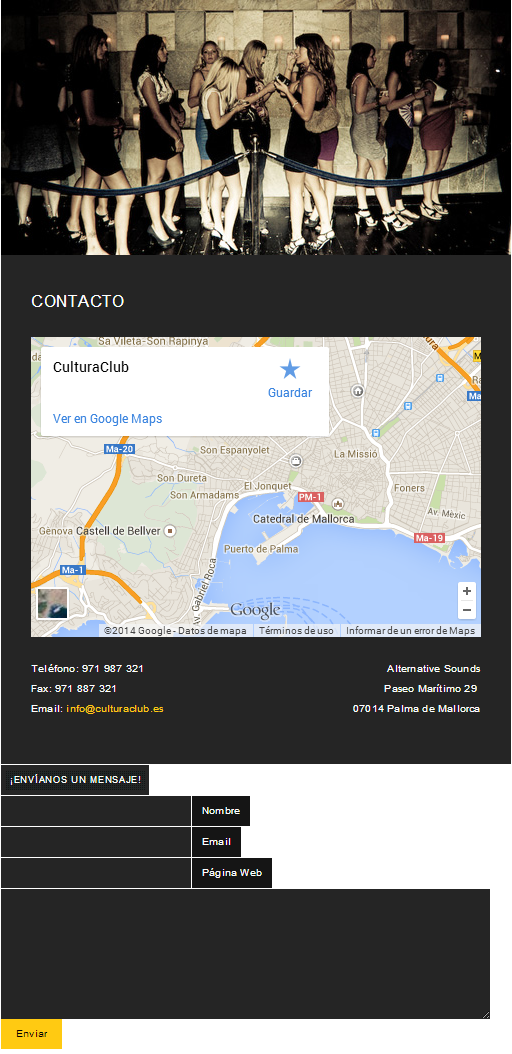 CONTACTO
Sa Vileta-Son Rapinya
CulturaClub
Guardar
Ver en Google Maps
Ma-20
Son Espanyolet
La Missió
Son Dureta
El Jonquet
Foners
Son Armadams
PM-1
Av. Mèxic
Catedral de Mallorca
Gènova
Castell de Bellver
Ma-19
Puerto de Palma
Ma-1
Av. Gabriel Roca
Google
+
−
©2014 Google - Datos de mapa
Términos de uso
Informar de un error de Maps
Teléfono: 971 987 321
Fax: 971 887 321
Email: info@culturaclub.es
Alternative Sounds
Paseo Marítimo 29
07014 Palma de Mallorca
¡ENVÍANOS UN MENSAJE!
Nombre
Email
Página Web
Enviar